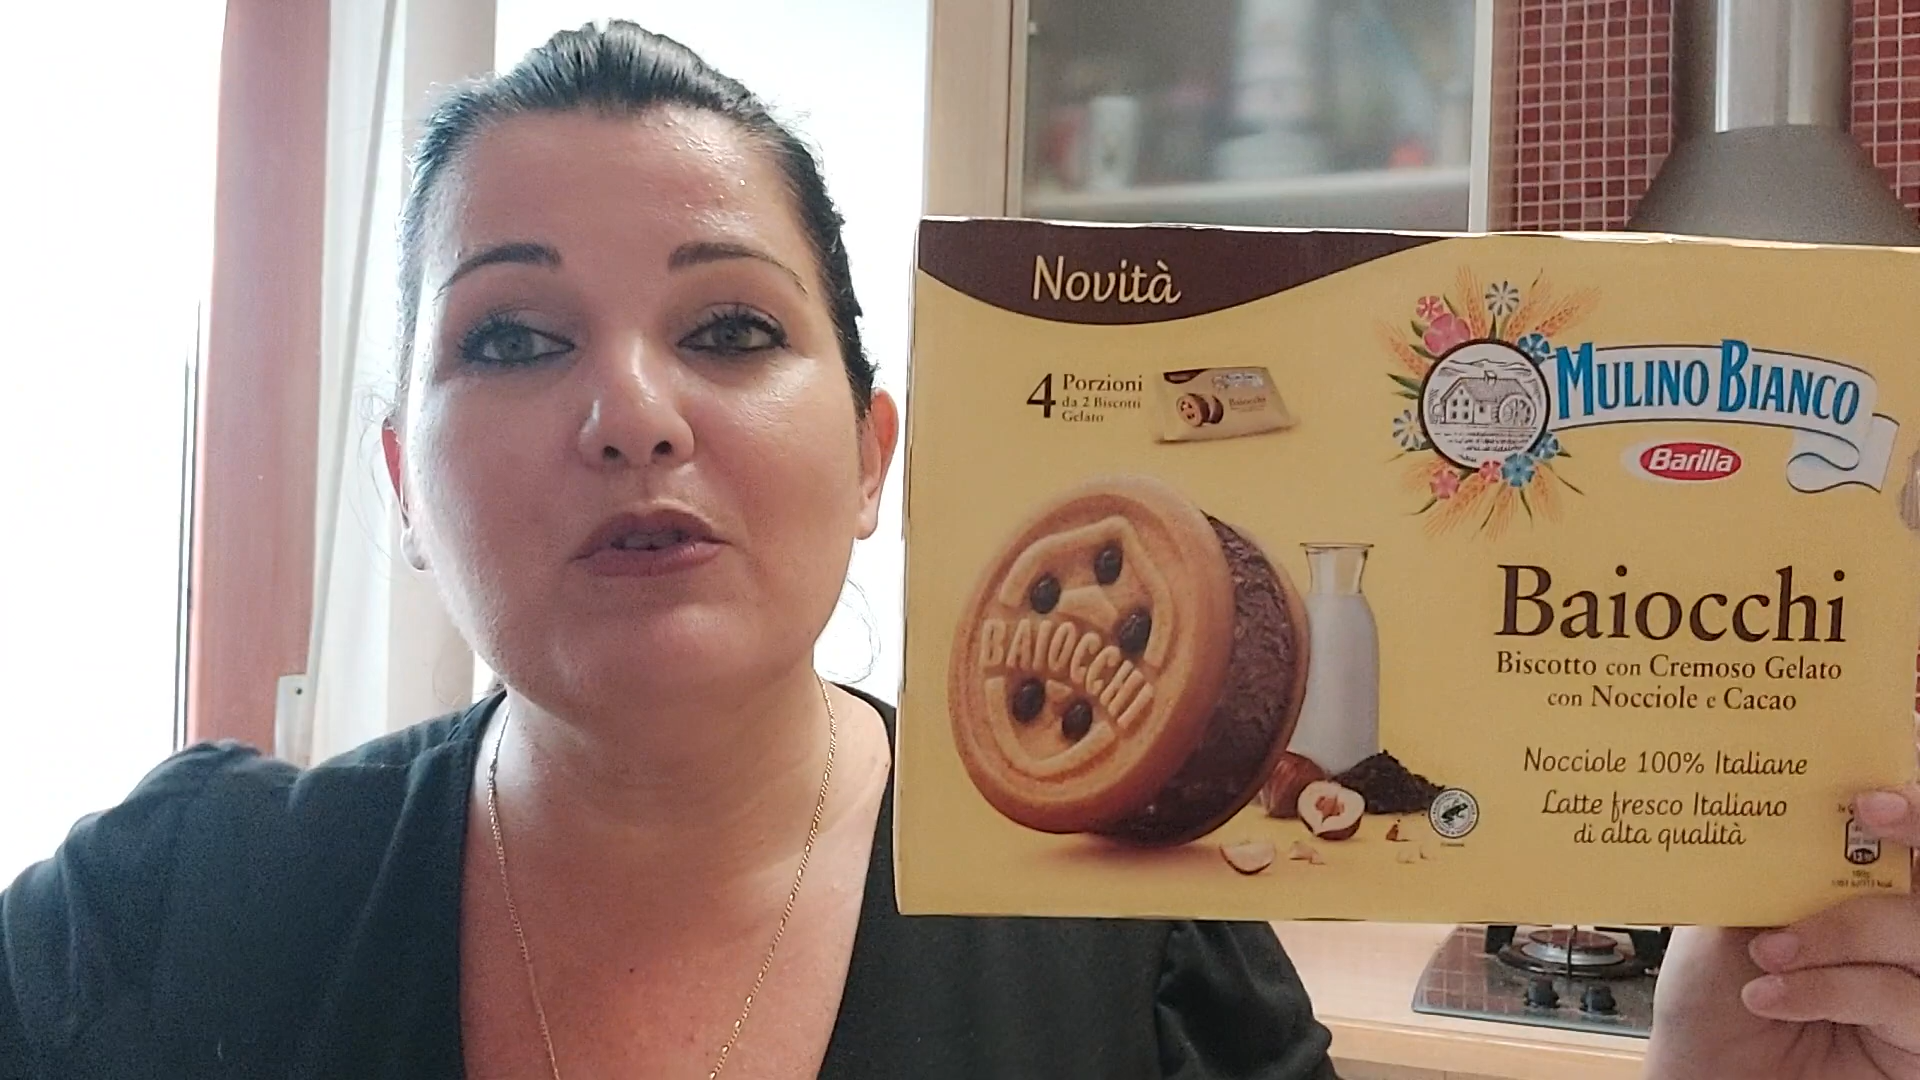 Novità
4 Porzioni
da 2 Biscotti
Gelato
Baiocchi
MULINO BIANCO
Barilla
BAIOCCHI
Baiocchi
Biscotto con Cremoso Gelato
con Nocciole e Cacao
Nocciole 100% Italiane
Latte fresco Italiano
di alta qualità